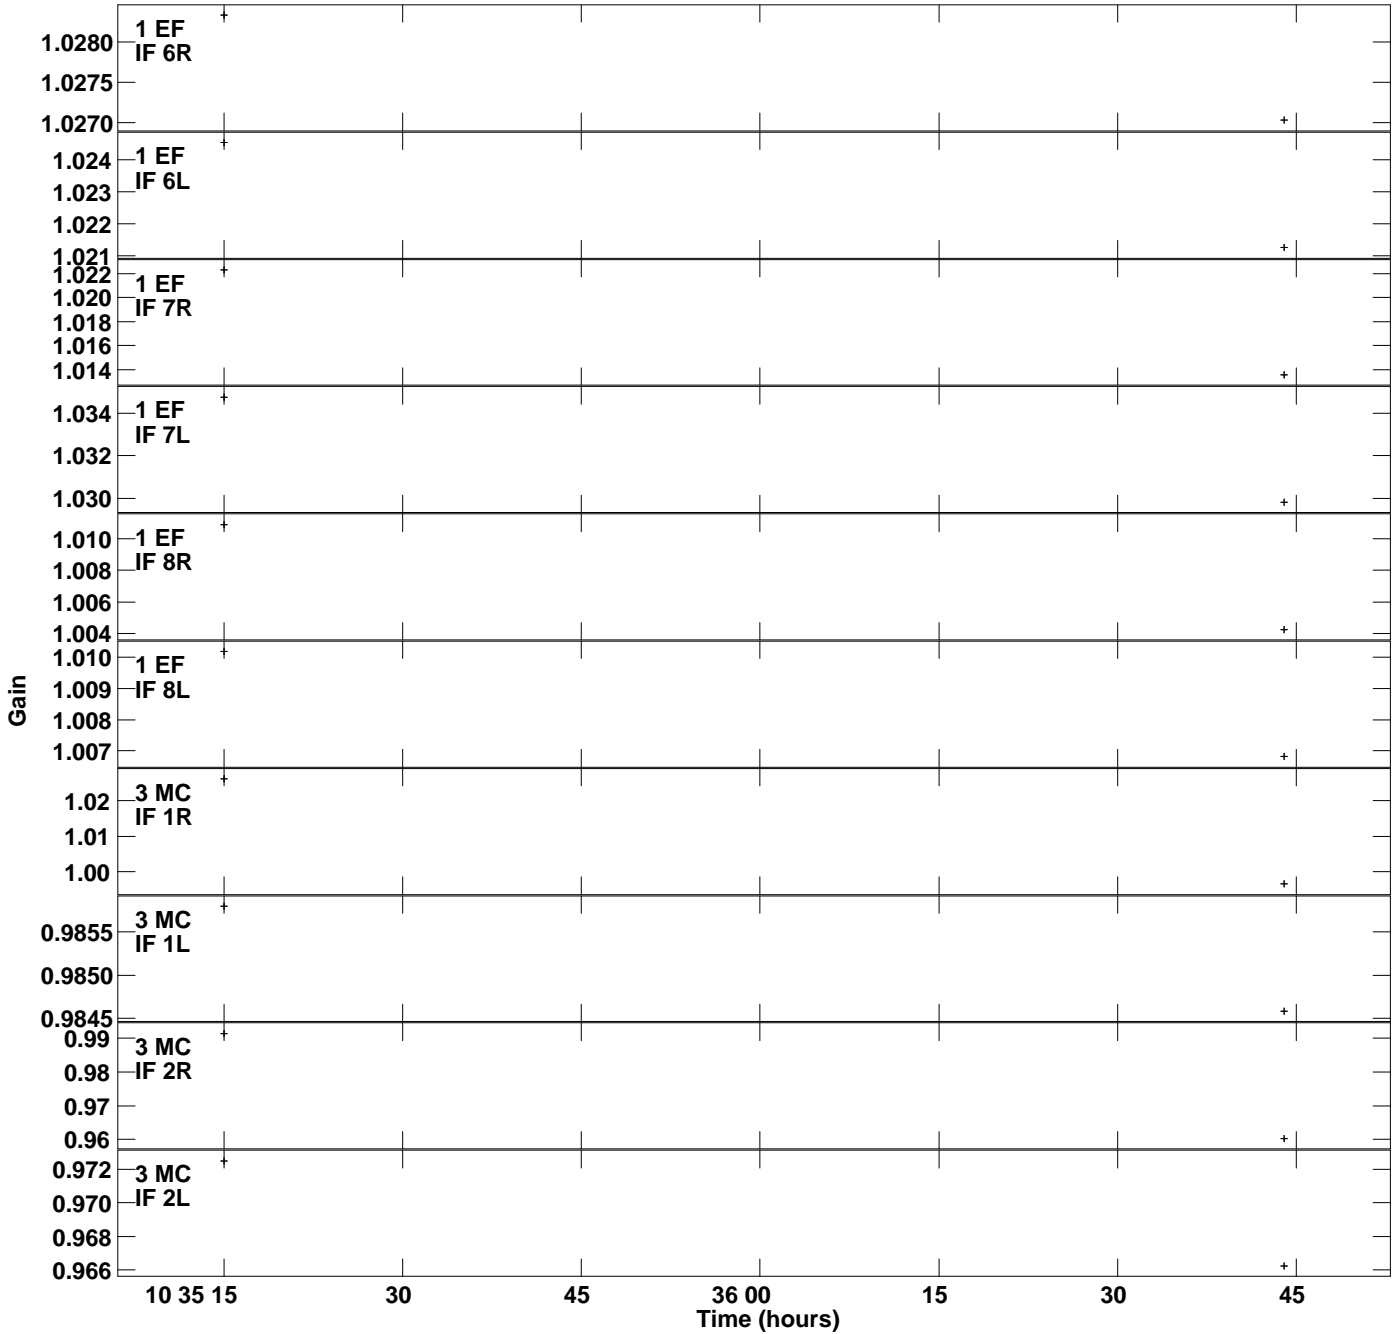 1 EF
IF 6R
1.0280
1.0275
1.0270
1 EF
IF 6L
1.024
1.023
1.022
1.021
1 EF
IF 7R
1.022
1.020
1.018
1.016
1.014
1 EF
IF 7L
1.034
1.032
1.030
1 EF
IF 8R
1.010
1.008
1.006
1.004
1 EF
IF 8L
1.010
1.009
1.008
1.007
Gain
3 MC
IF 1R
1.02
1.01
1.00
3 MC
IF 1L
0.9855
0.9850
0.9845
3 MC
IF 2R
0.99
0.98
0.97
0.96
3 MC
IF 2L
0.972
0.970
0.968
0.966
10 35 15 30 45 36 00 15 30 45
Time (hours)